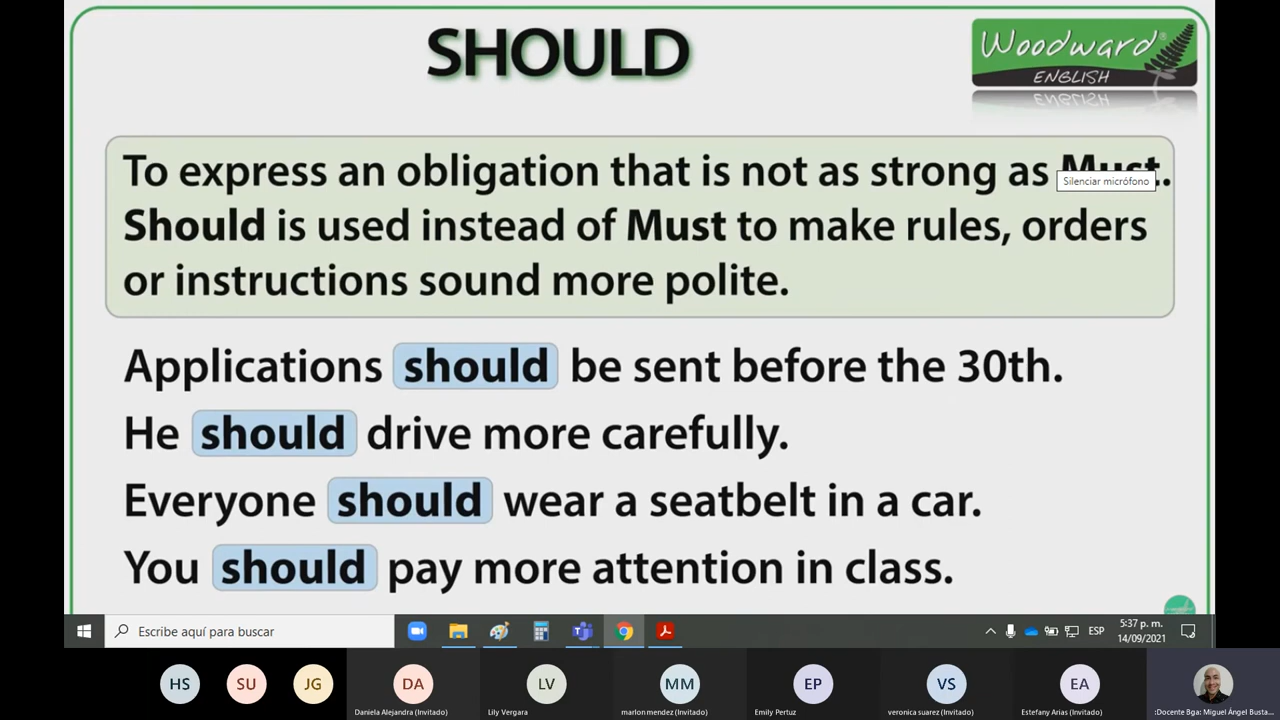 SHOULD
Woodward®
ENGLISH
To express an obligation that is not as strong as Must.
Silenciar micrófono
Should is used instead of Must to make rules, orders
or instructions sound more polite.
Applications should be sent before the 30th.
He should drive more carefully.
Everyone should wear a seatbelt in a car.
You should pay more attention in class.
Escribe aquí para buscar
ESP
5:37 p. m.
14/09/2021
HS
SU
JG
DA
LV
MM
EP
VS
EA
Daniela Alejandra (Invitado)
Lily Vergara
marlon mendez (Invitado)
Emily Pertuz
veronica suarez (Invitado)
Estefany Arias (Invitado)
:Docente Bga: Miguel Ángel Busta...